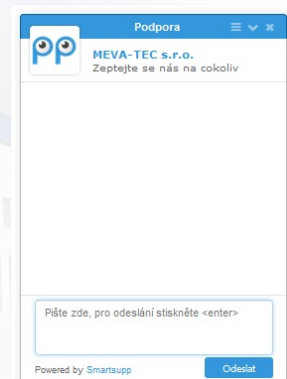 Podpora
MEVA-TEC s.r.o.
Zeptejte se nás na cokoliv
Pište zde, pro odeslání stiskněte <enter>
Powered by Smartsupp
Odeslat